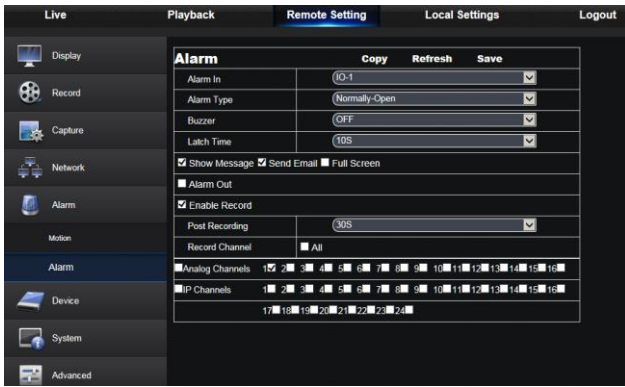 Live Playback Remote Setting Local Settings Logout
Display
Record
Capture
Network
Alarm
Motion
Alarm
Device
System
Advanced
Alarm Copy Refresh Save
Alarm In IO-1
Alarm Type Normally-Open
Buzzer OFF
Latch Time 10S
Show Message Send Email Full Screen
Alarm Out
Enable Record
Post Recording 30S
Record Channel All
Analog Channels 1 2 3 4 5 6 7 8 9 10 11 12 13 14 15 16
IP Channels 1 2 3 4 5 6 7 8 9 10 11 12 13 14 15 16
17 18 19 20 21 22 23 24